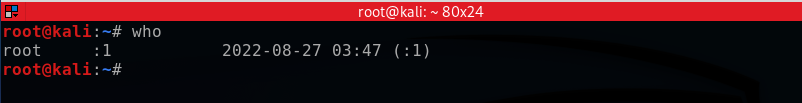 root@kali: ~ 80x24
root@kali:~# who
root     :1           2022-08-27 03:47 (:1)
root@kali:~#